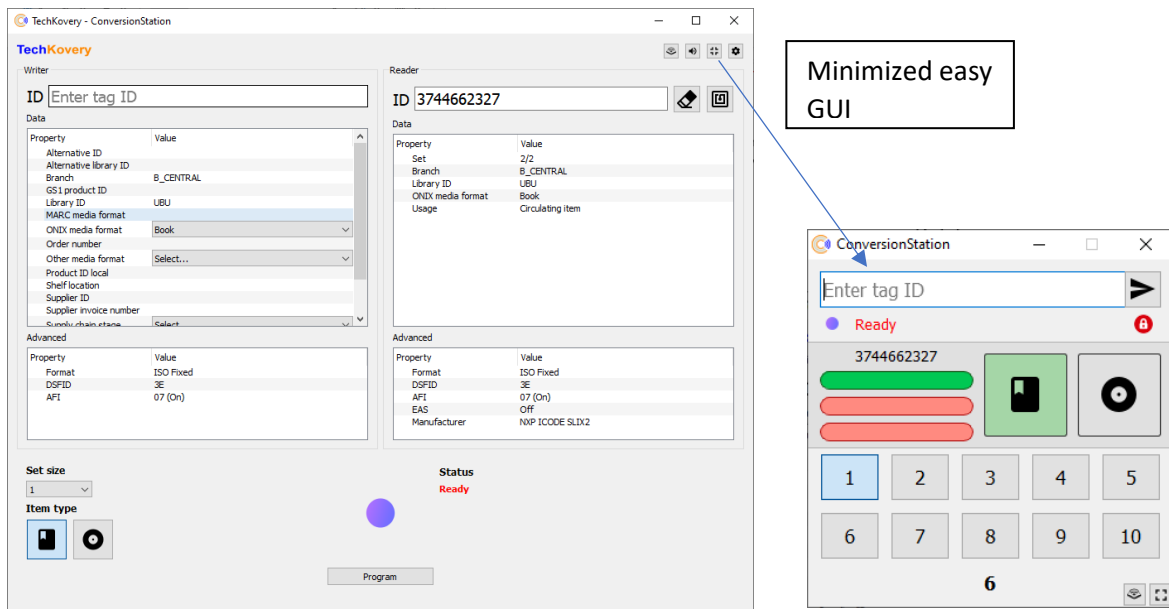 TechKovery - ConversionStation
TechKovery
Writer
ID Enter tag ID
Data
Property Value
Alternative ID
Alternative library ID
Branch B_CENTRAL
GS1 product ID
Library ID UBU
MARC media format
ONIX media format Book
Order number
Other media format Select...
Product ID local
Shelf location
Supplier ID
Supplier invoice number
Supply chain stage Select
Advanced
Property Value
Format ISO Fixed
DSFID 3E
AFI 07 (On)
Reader
ID 3744662327
Data
Property Value
Set 2/2
Branch B_CENTRAL
Library ID UBU
ONIX media format Book
Usage Circulating item
Advanced
Property Value
Format ISO Fixed
DSFID 3E
AFI 07 (On)
EAS Off
Manufacturer NXP ICODE SLIX2
Set size
1
Item type
Status
Ready
Program
Minimized easy
GUI
ConversionStation
Enter tag ID
Ready
3744662327
1 2 3 4 5
6 7 8 9 10
6